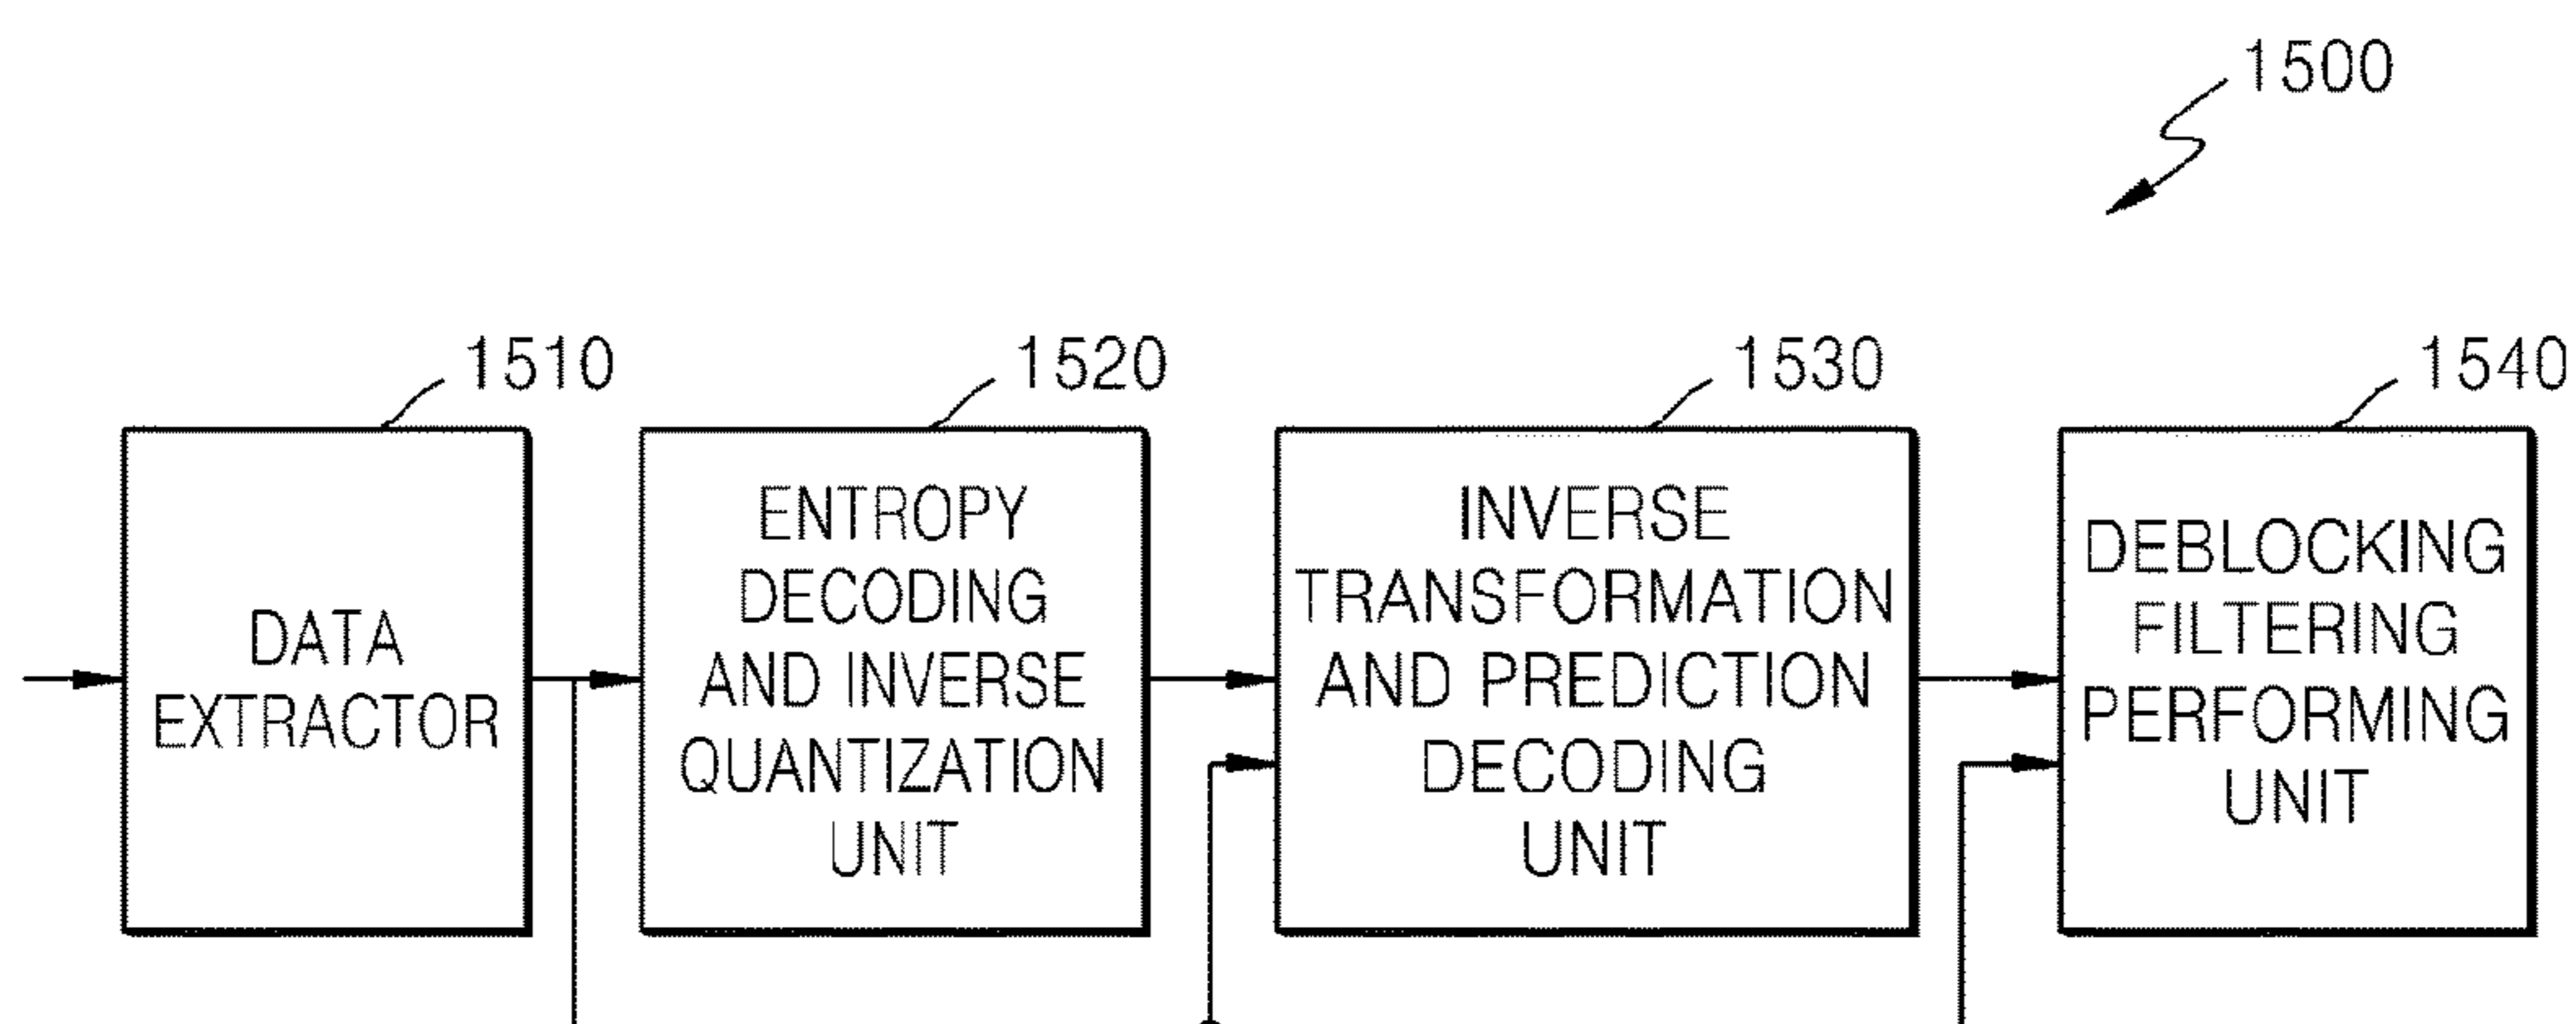 1500
1510
1520
1530
1540
DATA
EXTRACTOR
ENTROPY
DECODING
AND INVERSE
QUANTIZATION
UNIT
INVERSE
TRANSFORMATION
AND PREDICTION
DECODING
UNIT
DEBLOCKING
FILTERING
PERFORMING
UNIT